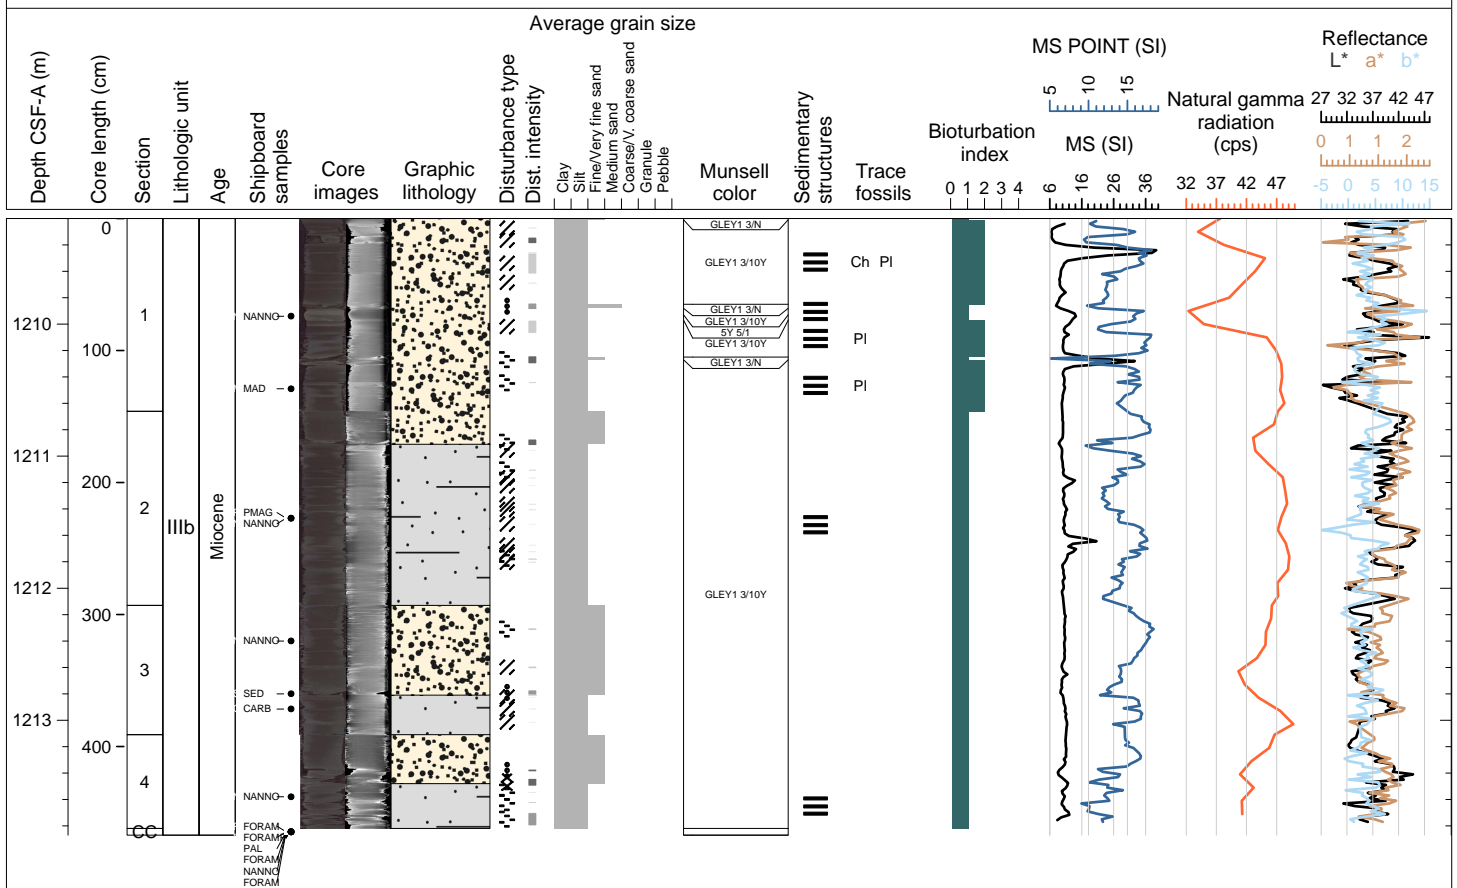 Average grain size
Depth CSF-A (m)
Core length (cm)
Section
Lithologic unit
Age
Shipboard samples
Core images
Graphic lithology
Disturbance type
Dist. intensity
Clay
Silt
Fine/Very fine sand
Medium sand
Coarse/V. coarse sand
Granule
Pebble
Munsell color
Sedimentary structures
Trace fossils
Bioturbation index
0 1 2 3 4
MS POINT (SI)
5 10 15
MS (SI)
6 16 26 36
Natural gamma radiation (cps)
32 37 42 47
Reflectance
L* a* b*
27 32 37 42 47
0 1 1 2
-5 0 5 10 15
0
100
200
300
400
1210
1211
1212
1213
1
2
3
4
CC
IIIb
Miocene
NANNO
MAD
PMAG
NANNO
NANNO
SED
CARB
NANNO
FORAM
FORAM
PAL
FORAM
NANNO
FORAM
GLEY1 3/N
GLEY1 3/10Y
GLEY1 3/N
GLEY1 3/10Y
5Y 5/1
GLEY1 3/10Y
GLEY1 3/N
GLEY1 3/10Y
Ch Pl
Pl
Pl